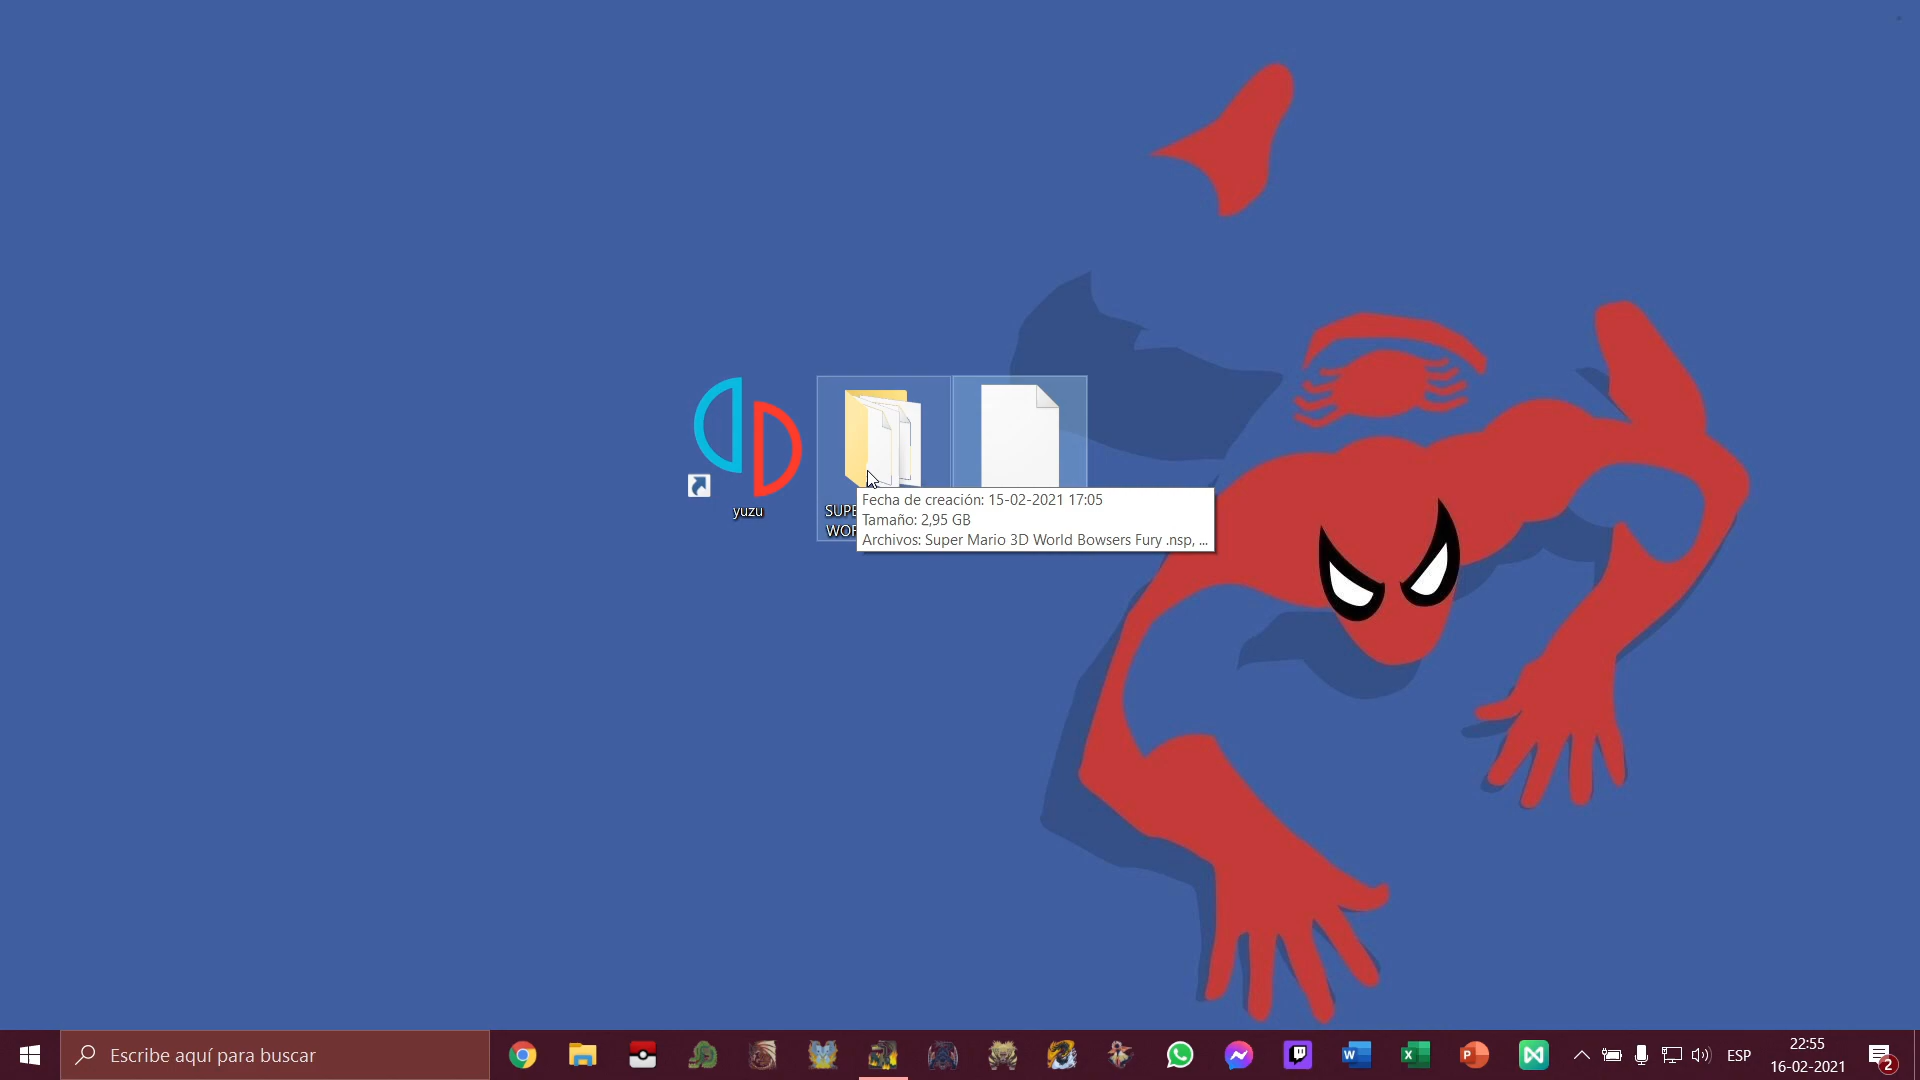 yuzu
SUPE
WOR
Fecha de creación: 15-02-2021 17:05
Tamaño: 2,95 GB
Archivos: Super Mario 3D World Bowsers Fury .nsp, ...
Escribe aquí para buscar
W
X
P
ESP
22:55
16-02-2021
2